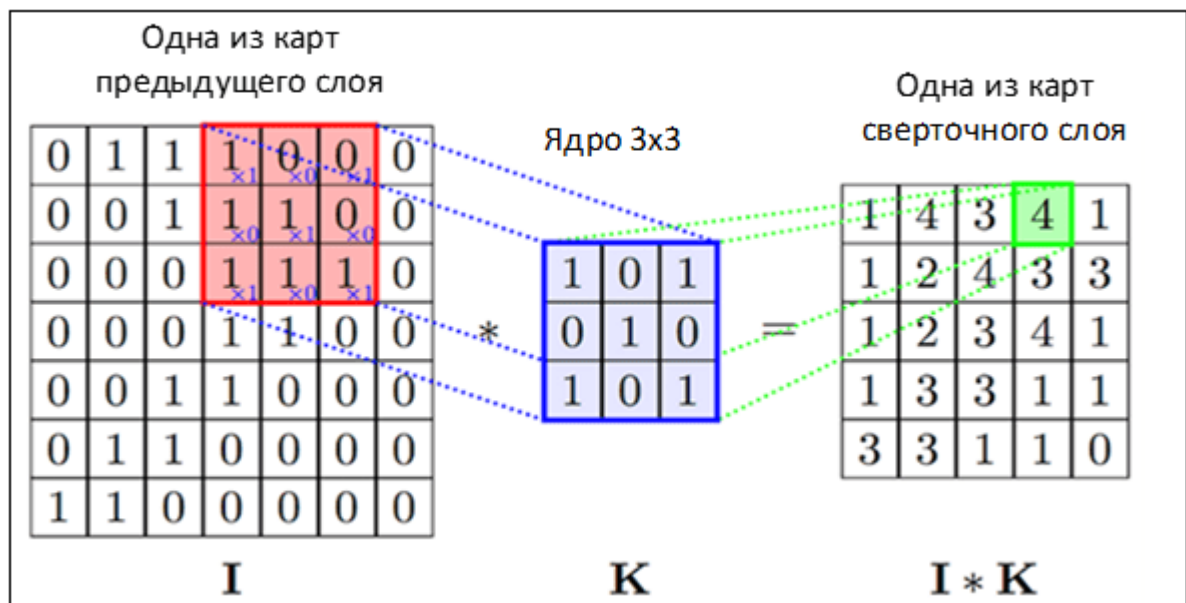 Одна из карт
предыдущего слоя
Ядро 3x3
Одна из карт
сверточного слоя
0 1 1 1 0 0 0
0 0 1 1 1 0 0
0 0 0 1 1 1 0
0 0 0 1 1 0 0
0 0 1 1 0 0 0
0 1 1 0 0 0 0
1 1 0 0 0 0 0
×1 ×0 ×1
×0 ×1 ×0
×1 ×0 ×1
*
1 0 1
0 1 0
1 0 1
=
1 4 3 4 1
1 2 4 3 3
1 2 3 4 1
1 3 3 1 1
3 3 1 1 0
I
K
I * K